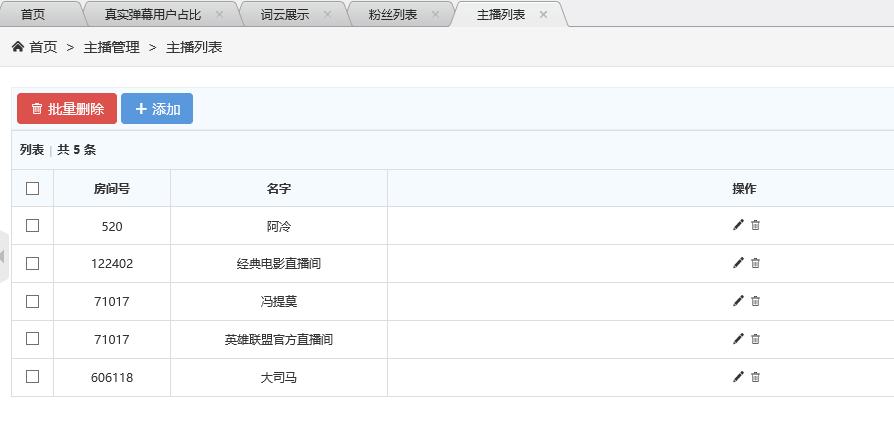 首页 真实弹幕用户占比 词云展示 粉丝列表 主播列表
首页 > 主播管理 > 主播列表
批量删除 添加
列表 | 共 5 条
房间号 名字 操作
520 阿冷
122402 经典电影直播间
71017 冯提莫
71017 英雄联盟官方直播间
606118 大司马